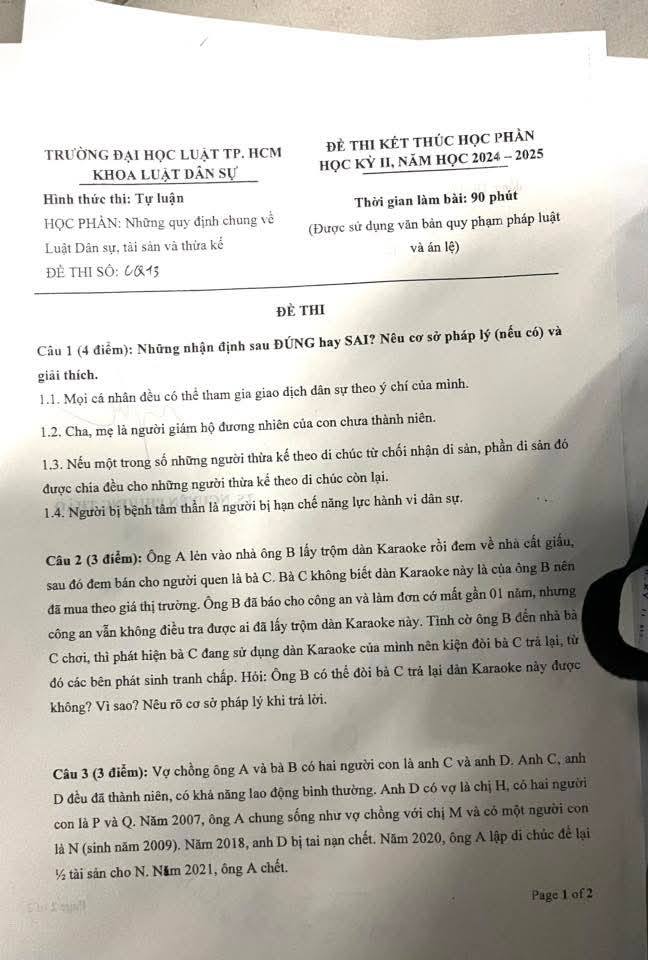 TRƯỜNG ĐẠI HỌC LUẬT TP. HCM
KHOA LUẬT DÂN SỰ
Hình thức thi: Tự luận
HỌC PHẦN: Những quy định chung về
Luật Dân sự, tài sản và thừa kế
ĐỀ THI SỐ: CQ13
ĐỀ THI KẾT THÚC HỌC PHẦN
HỌC KỲ II, NĂM HỌC 2024 – 2025
Thời gian làm bài: 90 phút
(Được sử dụng văn bản quy phạm pháp luật
và án lệ)
ĐỀ THI
Câu 1 (4 điểm): Những nhận định sau ĐÚNG hay SAI? Nêu cơ sở pháp lý (nếu có) và
giải thích.
1.1. Mọi cá nhân đều có thể tham gia giao dịch dân sự theo ý chí của mình.
1.2. Cha, mẹ là người giám hộ đương nhiên của con chưa thành niên.
1.3. Nếu một trong số những người thừa kế theo di chúc từ chối nhận di sản, phần di sản đó
được chia đều cho những người thừa kế theo di chúc còn lại.
1.4. Người bị bệnh tâm thần là người bị hạn chế năng lực hành vi dân sự.
Câu 2 (3 điểm): Ông A lẻn vào nhà ông B lấy trộm dàn Karaoke rồi đem về nhà cất giấu,
sau đó đem bán cho người quen là bà C. Bà C không biết dàn Karaoke này là của ông B nên
đã mua theo giá thị trường. Ông B đã báo cho công an và làm đơn cớ mất gần 01 năm, nhưng
công an vẫn không điều tra được ai đã lấy trộm dàn Karaoke này. Tình cờ ông B đến nhà bà
C chơi, thì phát hiện bà C đang sử dụng dàn Karaoke của mình nên kiện đòi bà C trả lại, từ
đó các bên phát sinh tranh chấp. Hỏi: Ông B có thể đòi bà C trả lại dàn Karaoke này được
không? Vì sao? Nêu rõ cơ sở pháp lý khi trả lời.
Câu 3 (3 điểm): Vợ chồng ông A và bà B có hai người con là anh C và anh D. Anh C, anh
D đều đã thành niên, có khả năng lao động bình thường. Anh D có vợ là chị H, có hai người
con là P và Q. Năm 2007, ông A chung sống như vợ chồng với chị M và có một người con
là N (sinh năm 2009). Năm 2018, anh D bị tai nạn chết. Năm 2020, ông A lập di chúc để lại
½ tài sản cho N. Năm 2021, ông A chết.
Page 1 of 2